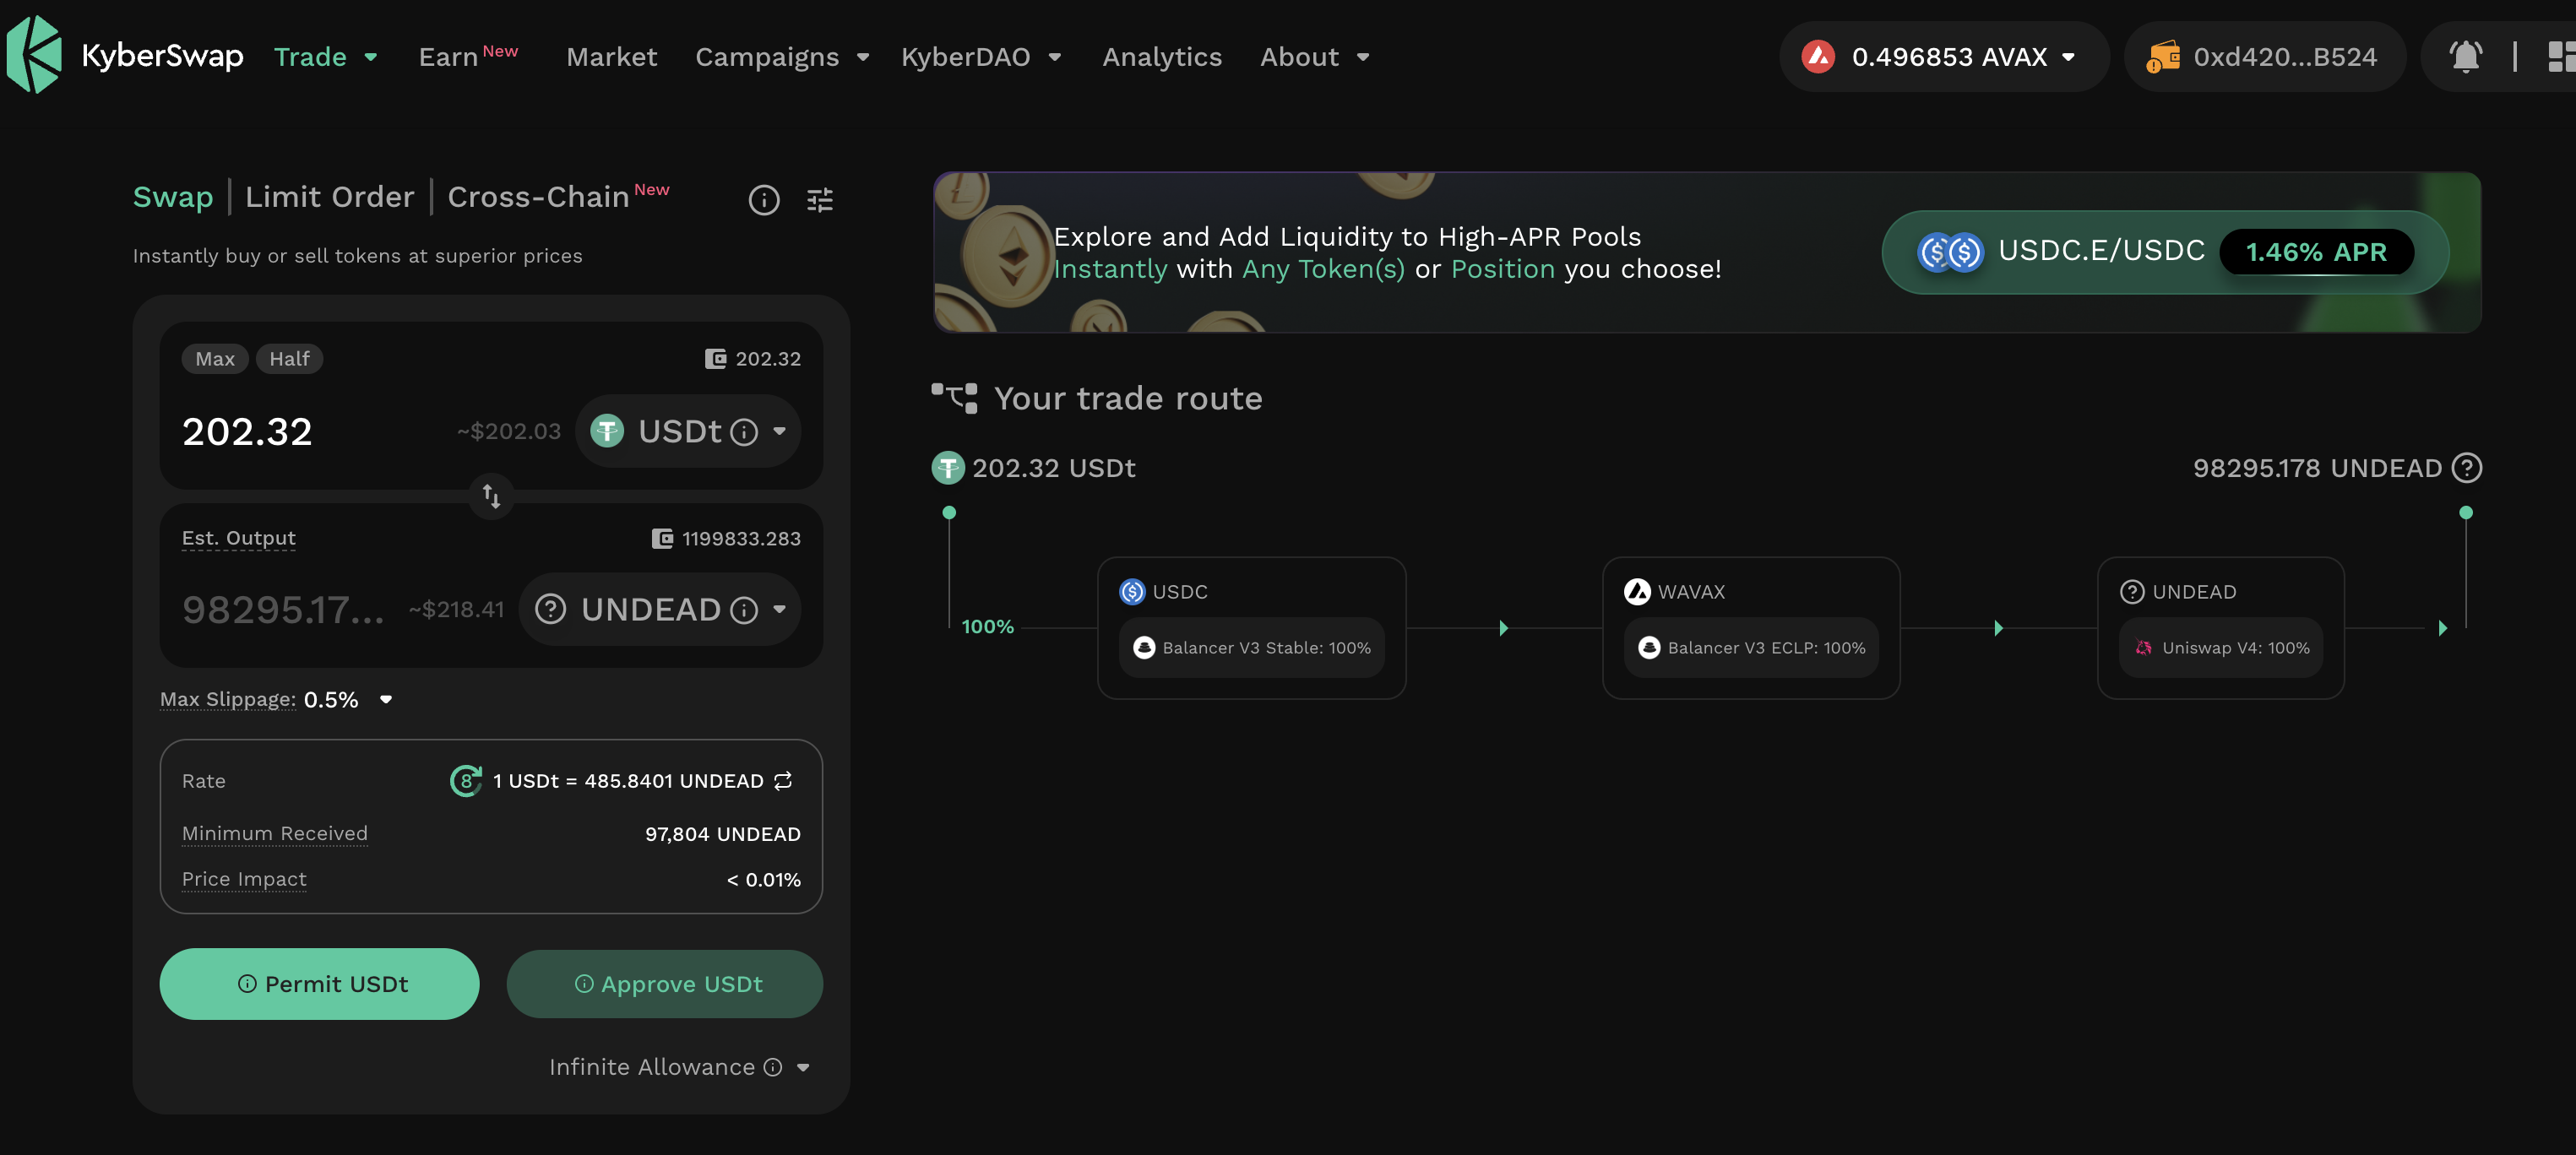 KyberSwap Trade Earn New Market Campaigns KyberDAO Analytics About 0.496853 AVAX 0xd420...B524
Swap | Limit Order | Cross-Chain New
Instantly buy or sell tokens at superior prices
Max Half 202.32
202.32 ~$202.03 USDt
Est. Output 1199833.283
98295.17... ~$218.41 UNDEAD
Max Slippage: 0.5%
Rate 8 1 USDt = 485.8401 UNDEAD
Minimum Received 97,804 UNDEAD
Price Impact < 0.01%
Permit USDt Approve USDt
Infinite Allowance
Explore and Add Liquidity to High-APR Pools
Instantly with Any Token(s) or Position you choose!
USDC.E/USDC 1.46% APR
Your trade route
202.32 USDt 98295.178 UNDEAD
100%
USDC
Balancer V3 Stable: 100%
WAVAX
Balancer V3 ECLP: 100%
UNDEAD
Uniswap V4: 100%